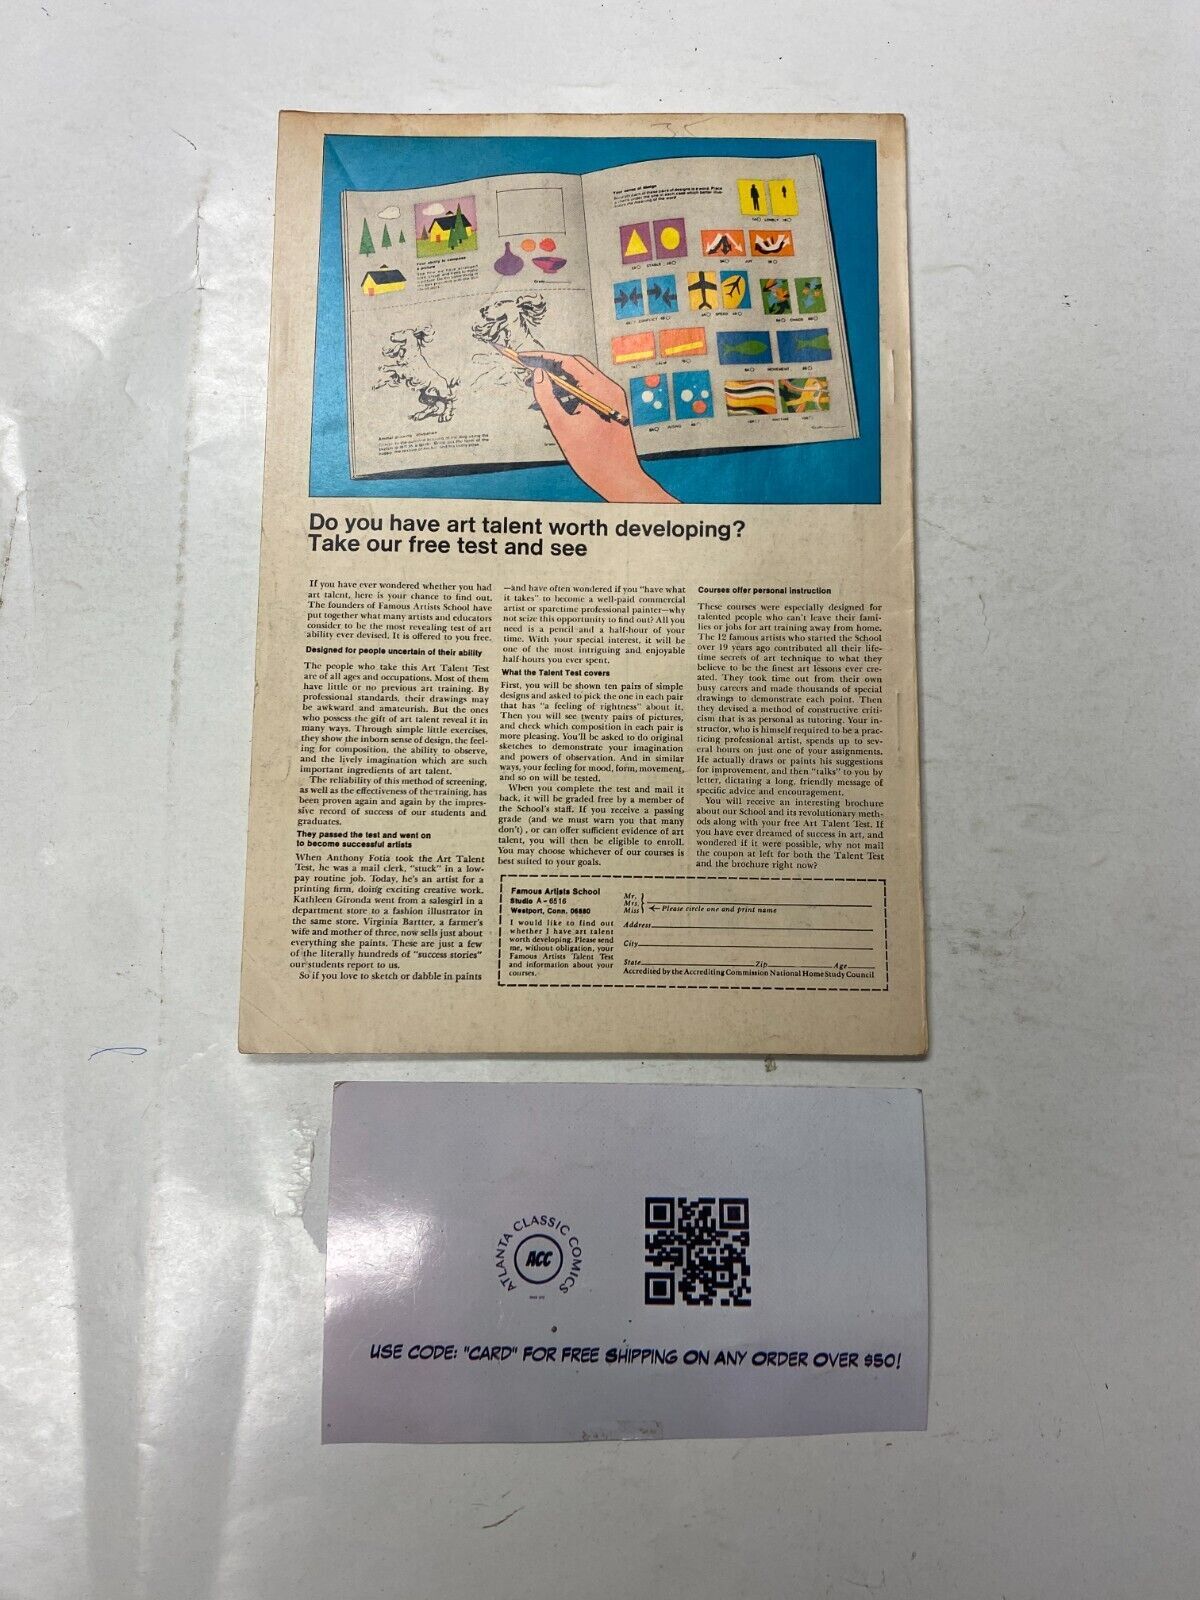 35
Your sense of design
LONELY
STABLE
ART
CONFLICT
SPEED
CHAOS
CALM
MOVEMENT
RISING
Your ability to compose
a picture
Do you have art talent worth developing?
Take our free test and see
If you have ever wondered whether you had
art talent, here is your chance to find out.
The founders of Famous Artists School have
put together what many artists and educators
consider to be the most revealing test of art
ability ever devised. It is offered to you free.
Designed for people uncertain of their ability
The people who take this Art Talent Test
are of all ages and occupations. Most of them
have little or no previous art training. By
professional standards, their drawings may
be awkward and amateurish. But the ones
who possess the gift of art talent reveal it in
many ways. Through simple little exercises,
they show the inborn sense of design, the feel-
ing for composition, the ability to observe,
and the lively imagination which are such
important ingredients of art talent.
The reliability of this method of screening,
as well as the effectiveness of the training, has
been proven again and again by the impres-
sive record of success of our students and
graduates.
They passed the test and went on
to become successful artists
When Anthony Fotia took the Art Talent
Test, he was a mail clerk, "stuck" in a low-
pay routine job. Today, he's an artist for a
printing firm, doing exciting creative work.
Kathleen Gironda went from a salesgirl in a
department store to a fashion illustrator in
the same store. Virginia Bartter, a farmer's
wife and mother of three, now sells just about
everything she paints. These are just a few
of the literally hundreds of "success stories"
our students report to us.
So if you love to sketch or dabble in paints
—and have often wondered if you "have what
it takes" to become a well-paid commercial
artist or sparetime professional painter—why
not seize this opportunity to find out? All you
need is a pencil and a half-hour of your
time. With your special interest, it will be
one of the most intriguing and enjoyable
half-hours you ever spent.
What the Talent Test covers
First, you will be shown ten pairs of simple
designs and asked to pick the one in each pair
that has "a feeling of rightness" about it.
Then you will see twenty pairs of pictures,
and check which composition in each pair is
more pleasing. You'll be asked to do original
sketches to demonstrate your imagination
and powers of observation. And in similar
ways, your feeling for mood, form, movement,
and so on will be tested.
When you complete the test and mail it
back, it will be graded free by a member of
the School's staff. If you receive a passing
grade (and we must warn you that many
don't), or can offer sufficient evidence of art
talent, you will then be eligible to enroll.
You may choose whichever of our courses is
best suited to your goals.
Courses offer personal instruction
These courses were especially designed for
talented people who can't leave their fami-
lies or jobs for art training away from home.
The 12 famous artists who started the School
over 19 years ago contributed all their life-
time secrets of art technique to what they
believe to be the finest art lessons ever cre-
ated. They took time out from their own
busy careers and made thousands of special
drawings to demonstrate each point. Then
they devised a method of constructive criti-
cism that is as personal as tutoring. Your in-
structor, who is himself required to be a prac-
ticing professional artist, spends up to sev-
eral hours on just one of your assignments.
He actually draws or paints his suggestions
for improvement, and then "talks" to you by
letter, dictating a long, friendly message of
specific advice and encouragement.
You will receive an interesting brochure
about our School and its revolutionary meth-
ods along with your free Art Talent Test. If
you have ever dreamed of success in art, and
wondered if it were possible, why not mail
the coupon at left for both the Talent Test
and the brochure right now?
Famous Artists School
Studio A-6516
Westport, Conn. 06880
I would like to find out
whether I have art talent
worth developing. Please send
me, without obligation, your
Famous Artists Talent Test
and information about your
courses.
Mr.
Mrs.
Miss Please circle one and print name
Address
City
State Zip Age
Accredited by the Accrediting Commission National Home Study Council
ATLANTA CLASSIC COMICS
ACC
USE CODE: "CARD" FOR FREE SHIPPING ON ANY ORDER OVER $50!